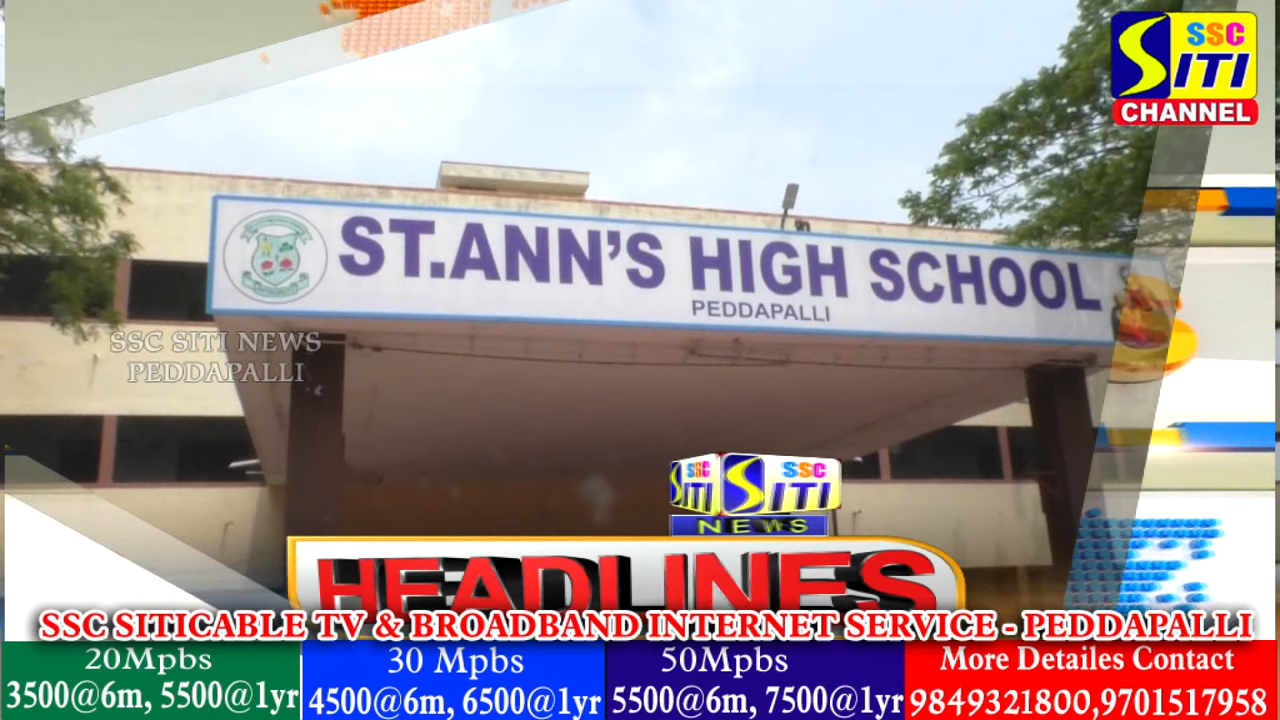 SSC
SITI
CHANNEL
ST.ANN'S HIGH SCHOOL
PEDDAPALLI
SSC SITI NEWS
PEDDAPALLI
SSC SITI
SSC SITI
NEWS
HEADLINES
SSC SITICABLE TV & BROADBAND INTERNET SERVICE - PEDDAPALLI
20Mpbs
3500@6m, 5500@1yr
30 Mpbs
4500@6m, 6500@1yr
50Mpbs
5500@6m, 7500@1yr
More Detailes Contact
9849321800,9701517958